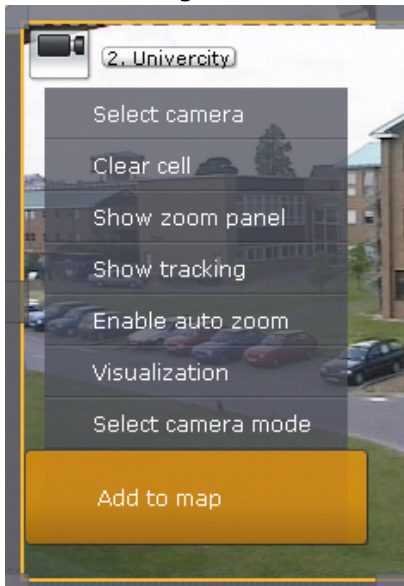 2. Univercity
Select camera
Clear cell
Show zoom panel
Show tracking
Enable auto zoom
Visualization
Select camera mode
Add to map